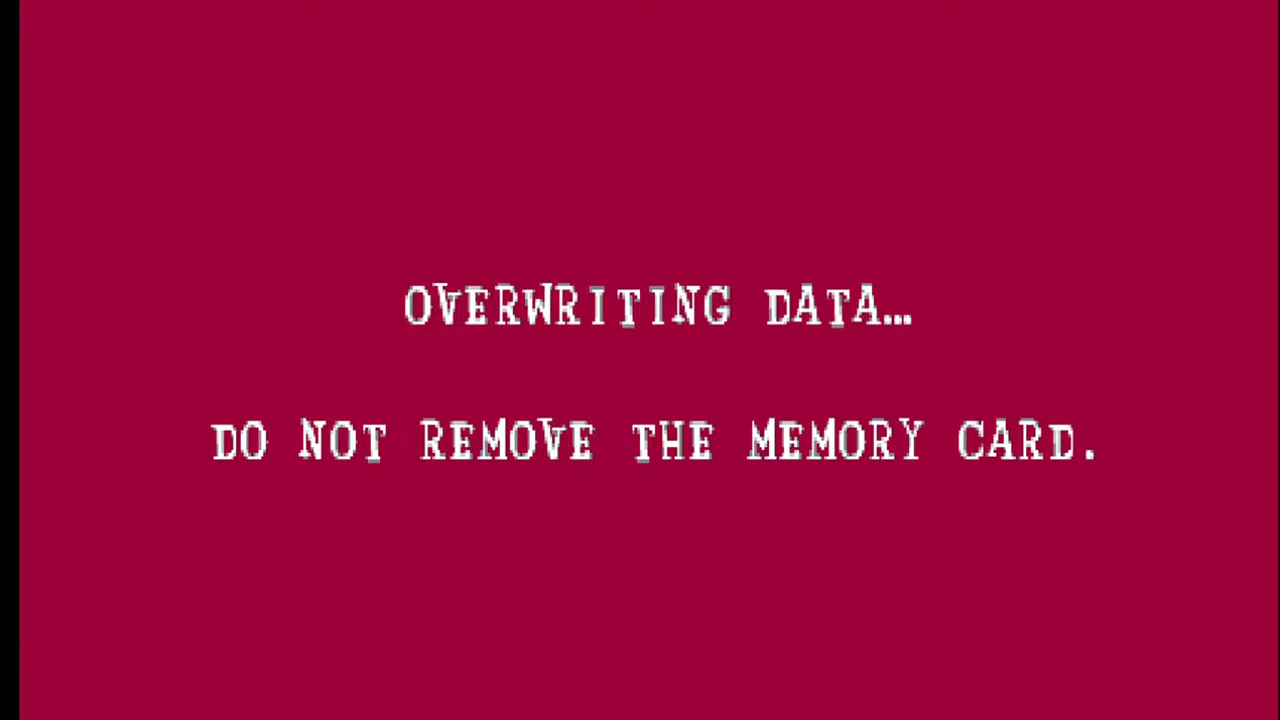 OVERWRITING DATA…
DO NOT REMOVE THE MEMORY CARD.